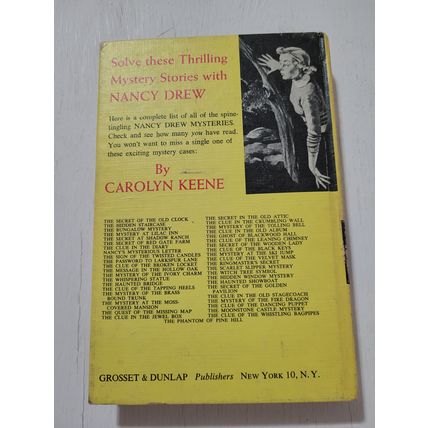 Solve these Thrilling
Mystery Stories with
NANCY DREW
Here is a complete list of all of the spine-
tingling NANCY DREW MYSTERIES.
Check and see how many you have read.
You won't want to miss a single one of
these exciting mystery cases:
By
CAROLYN KEENE
THE SECRET OF THE OLD CLOCK
THE HIDDEN STAIRCASE
THE BUNGALOW MYSTERY
THE MYSTERY AT LILAC INN
THE SECRET AT SHADOW RANCH
THE SECRET OF RED GATE FARM
THE CLUE IN THE DIARY
NANCY'S MYSTERIOUS LETTER
THE SIGN OF THE TWISTED CANDLES
THE PASSWORD TO LARKSPUR LANE
THE CLUE OF THE BROKEN LOCKET
THE MESSAGE IN THE HOLLOW OAK
THE MYSTERY OF THE IVORY CHARM
THE WHISPERING STATUE
THE HAUNTED BRIDGE
THE CLUE OF THE TAPPING HEELS
THE MYSTERY OF THE BRASS
BOUND TRUNK
THE MYSTERY AT THE MOSS-
COVERED MANSION
THE QUEST OF THE MISSING MAP
THE CLUE IN THE JEWEL BOX
THE SECRET IN THE OLD ATTIC
THE CLUE IN THE CRUMBLING WALL
THE MYSTERY OF THE TOLLING BELL
THE CLUE IN THE OLD ALBUM
THE GHOST OF BLACKWOOD HALL
THE CLUE OF THE LEANING CHIMNEY
THE SECRET OF THE WOODEN LADY
THE CLUE OF THE BLACK KEYS
THE MYSTERY AT THE SKI JUMP
THE CLUE OF THE VELVET MASK
THE RINGMASTER'S SECRET
THE SCARLET SLIPPER MYSTERY
THE WITCH TREE SYMBOL
THE HIDDEN WINDOW MYSTERY
THE HAUNTED SHOWBOAT
THE SECRET OF THE GOLDEN
PAVILION
THE CLUE IN THE OLD STAGECOACH
THE MYSTERY OF THE FIRE DRAGON
THE CLUE OF THE DANCING PUPPET
THE MOONSTONE CASTLE MYSTERY
THE CLUE OF THE WHISTLING BAGPIPES
THE PHANTOM OF PINE HILL
GROSSET & DUNLAP Publishers NEW YORK 10, N.Y.